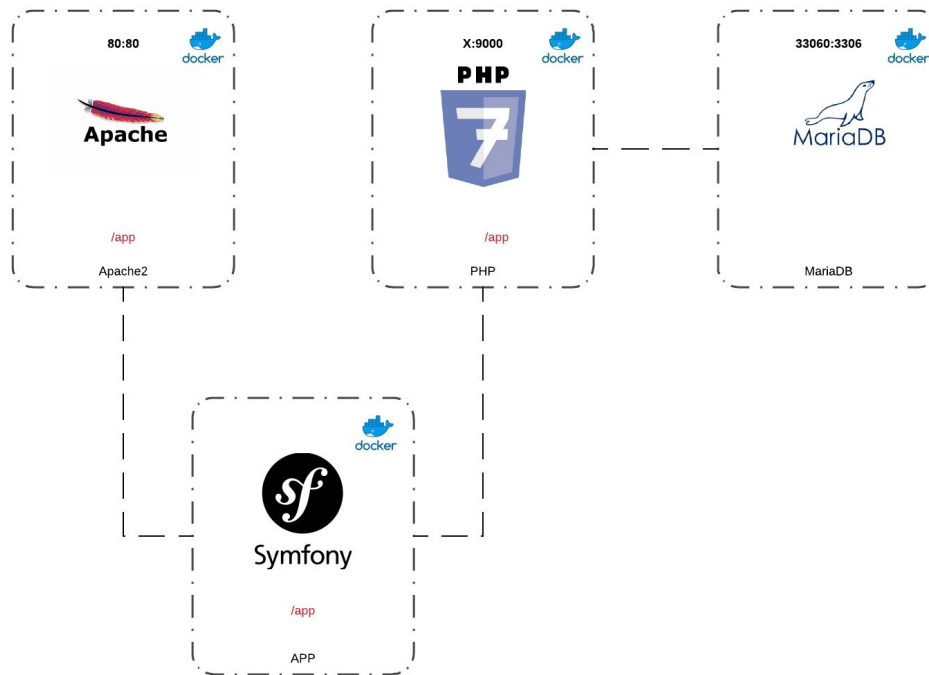 80:80
docker
Apache
/app
Apache2
X:9000
docker
PHP
7
/app
PHP
33060:3306
docker
MariaDB
MariaDB
docker
sf
Symfony
/app
APP